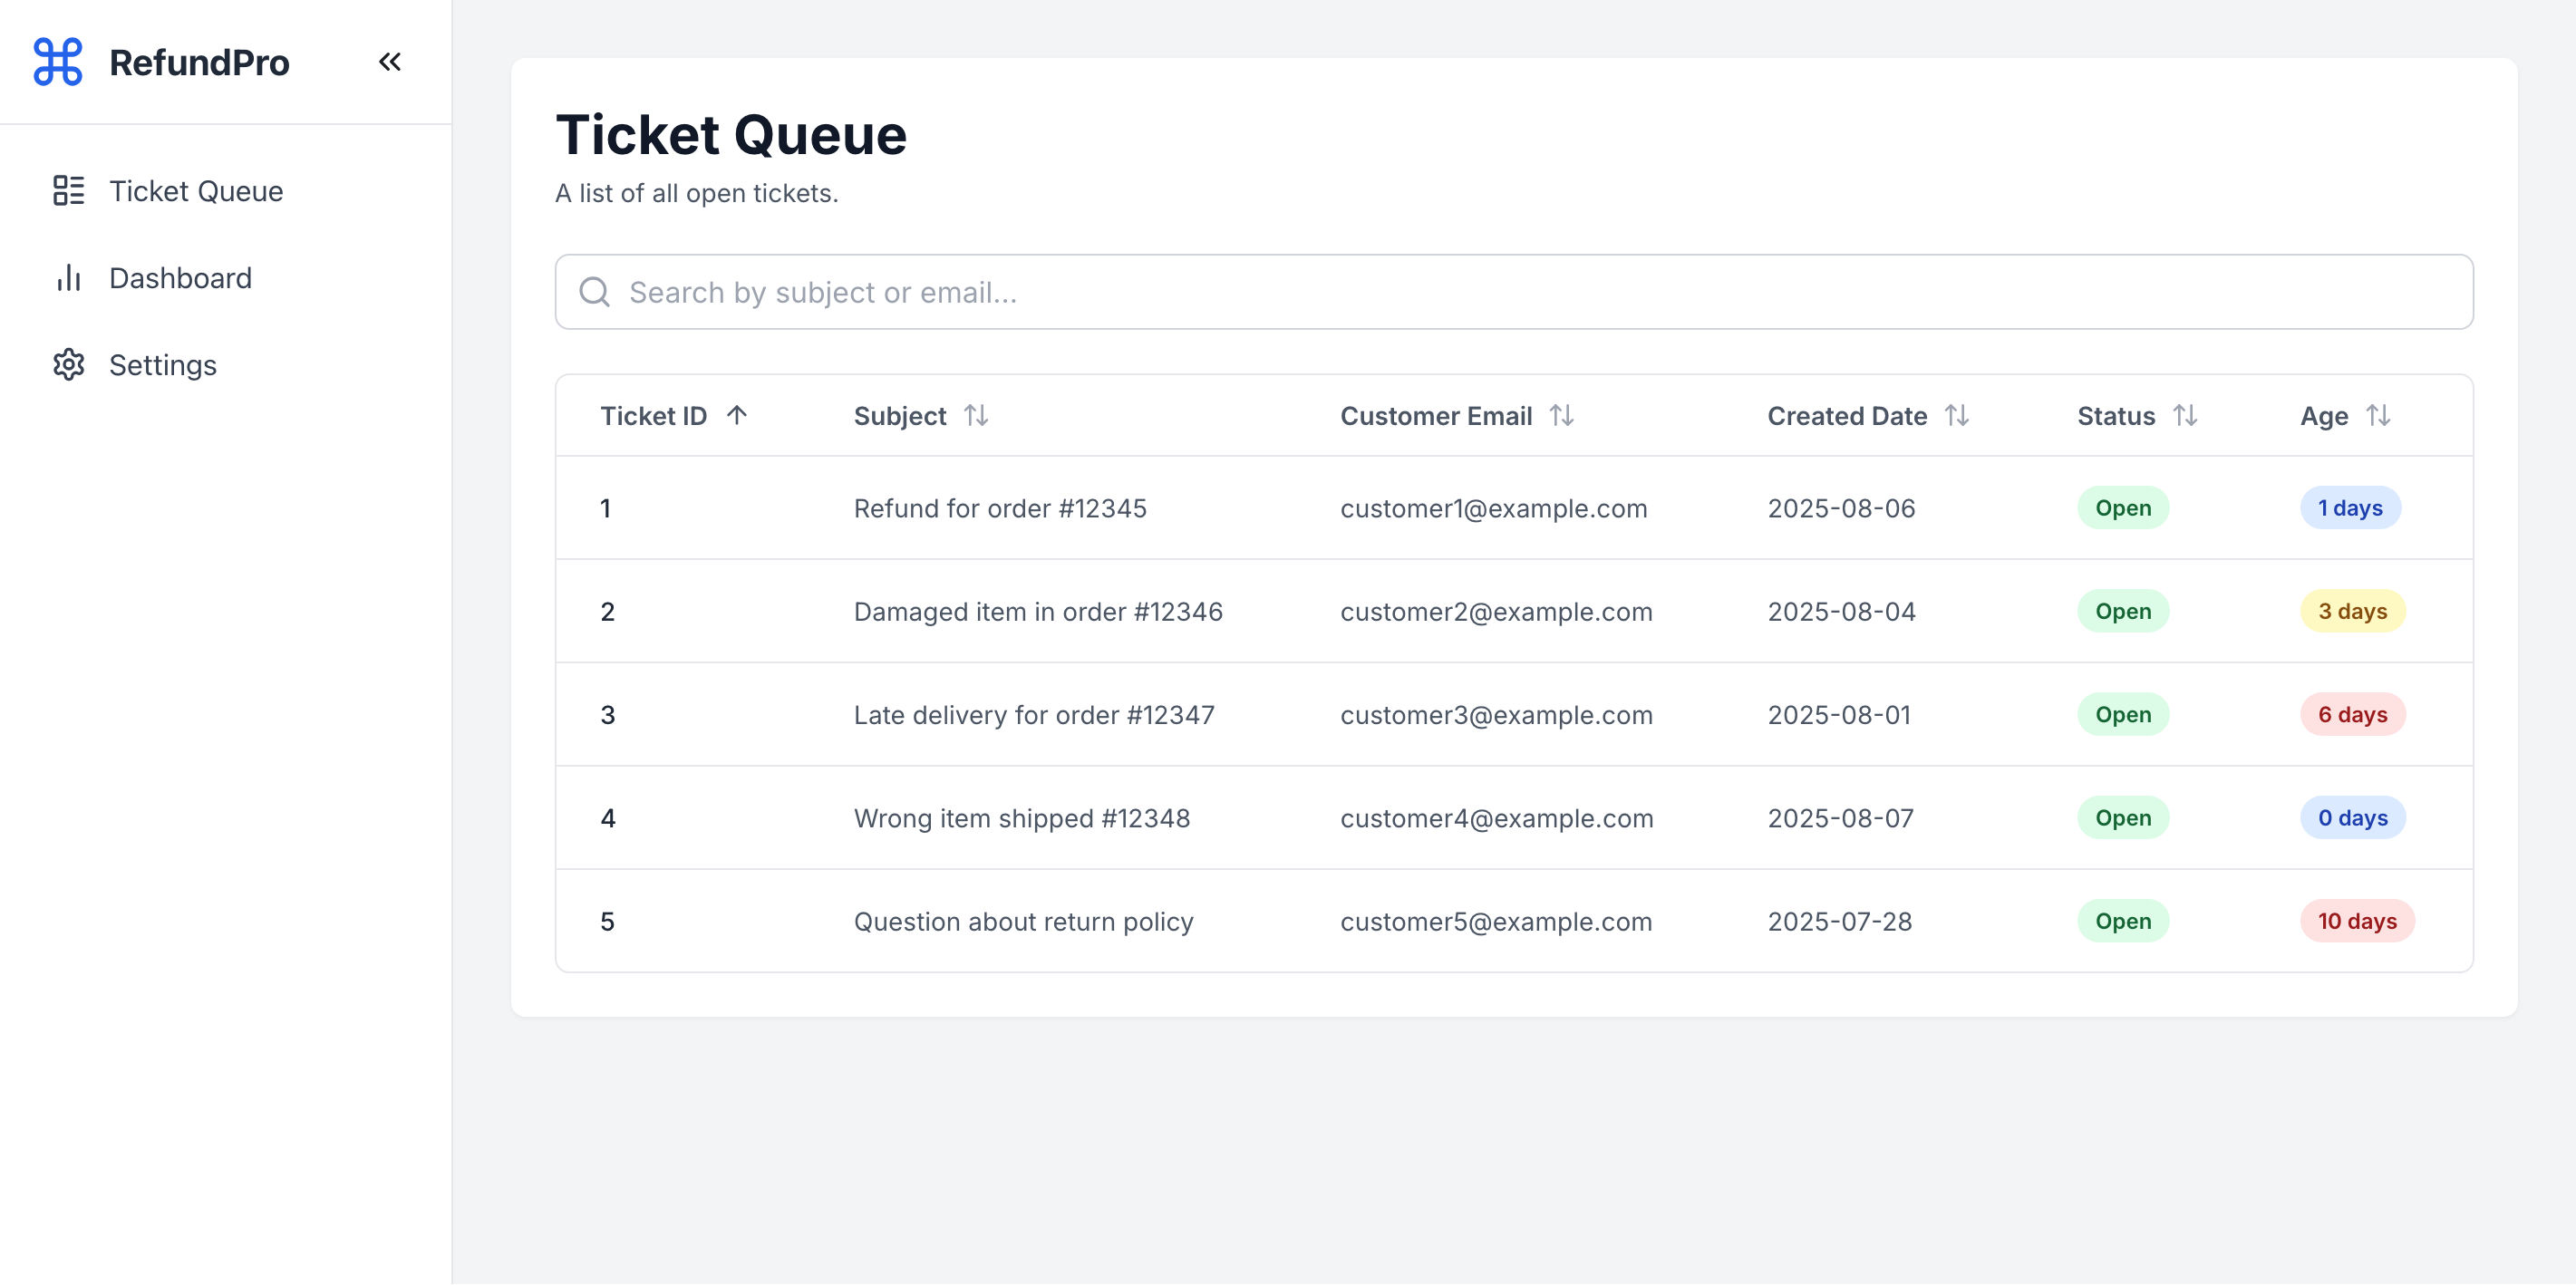 RefundPro
Ticket Queue
Dashboard
Settings
Ticket Queue
A list of all open tickets.
Search by subject or email...
Ticket ID Subject Customer Email Created Date Status Age
1 Refund for order #12345 customer1@example.com 2025-08-06 Open 1 days
2 Damaged item in order #12346 customer2@example.com 2025-08-04 Open 3 days
3 Late delivery for order #12347 customer3@example.com 2025-08-01 Open 6 days
4 Wrong item shipped #12348 customer4@example.com 2025-08-07 Open 0 days
5 Question about return policy customer5@example.com 2025-07-28 Open 10 days